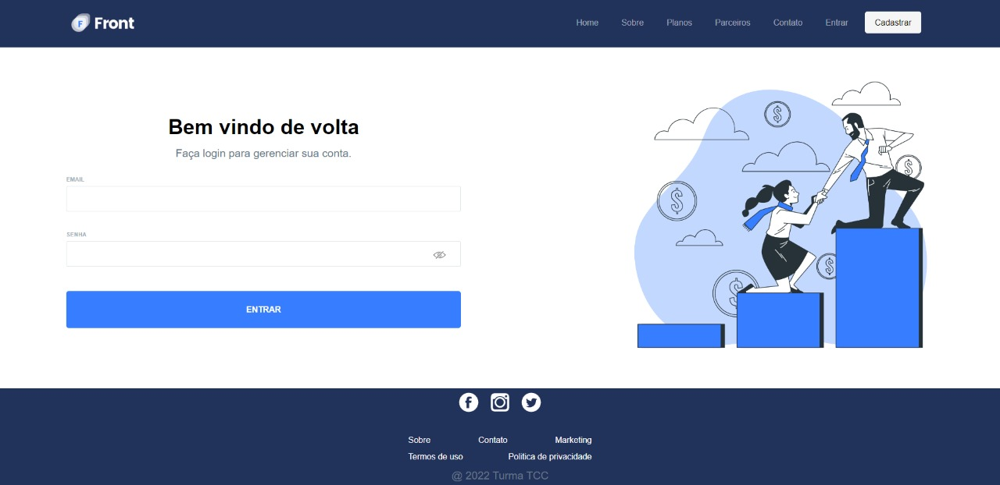 F Front
Home Sobre Planos Parceiros Contato Entrar Cadastrar
Bem vindo de volta
Faça login para gerenciar sua conta.
EMAIL
SENHA
ENTRAR
$
$
$
$
$
Sobre Contato Marketing
Termos de uso Politica de privacidade
@ 2022 Turma TCC